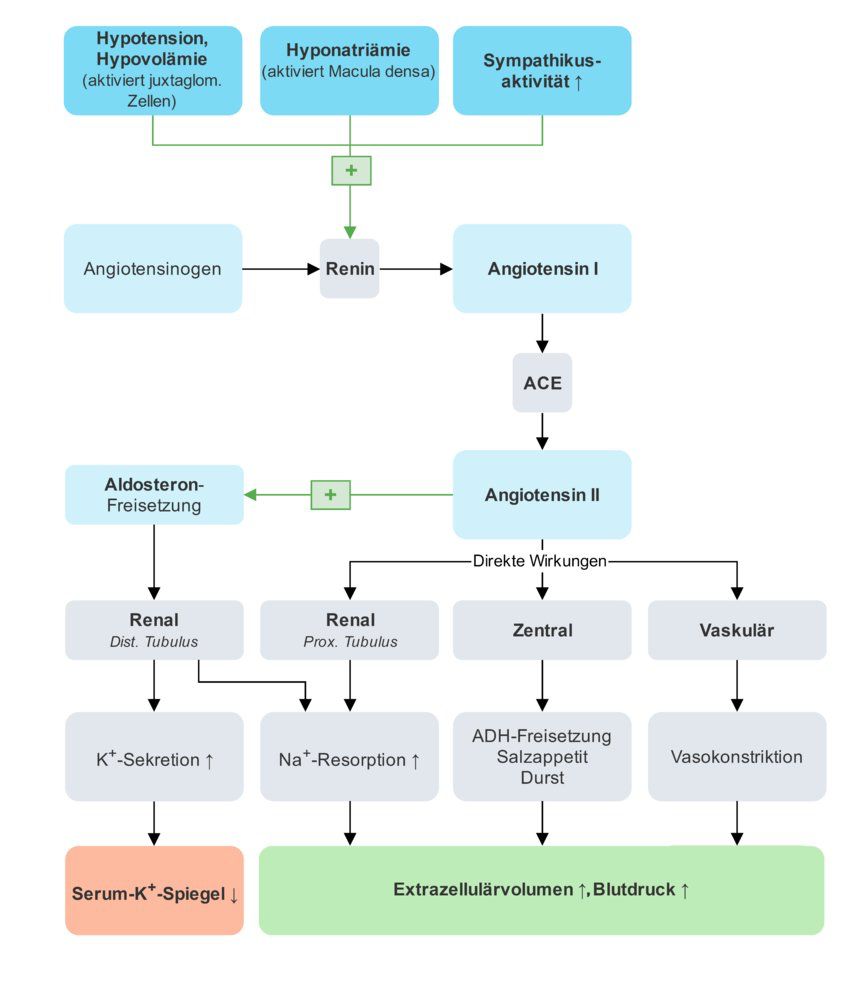 Hypotension,
Hypovolämie
(aktiviert juxtaglom.
Zellen)
Hyponatriämie
(aktiviert Macula densa)
Sympathikus-
aktivität ↑
+
Angiotensinogen
Renin
Angiotensin I
ACE
Aldosteron-
Freisetzung
+
Angiotensin II
Direkte Wirkungen
Renal
Dist. Tubulus
Renal
Prox. Tubulus
Zentral
Vaskulär
K⁺-Sekretion ↑
Na⁺-Resorption ↑
ADH-Freisetzung
Salzappetit
Durst
Vasokonstriktion
Serum-K⁺-Spiegel ↓
Extrazellulärvolumen ↑, Blutdruck ↑